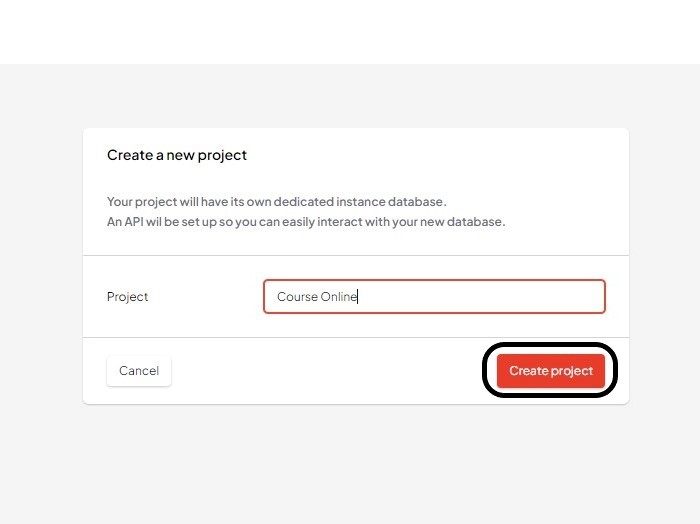 Create a new project
Your project will have its own dedicated instance database.
An API wil be set up so you can easily interact with your new database.
Project
Course Online
Cancel
Create project